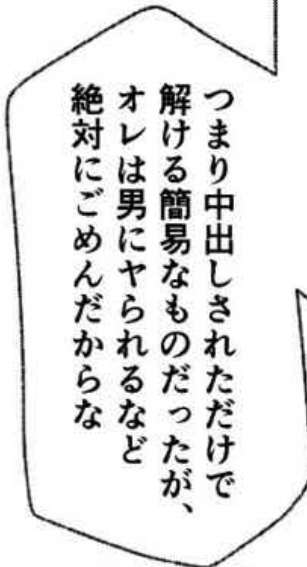 つまり中出しされただけで
解ける簡易なものだったが、
オレは男にヤられるなど
絶対にごめんだからな